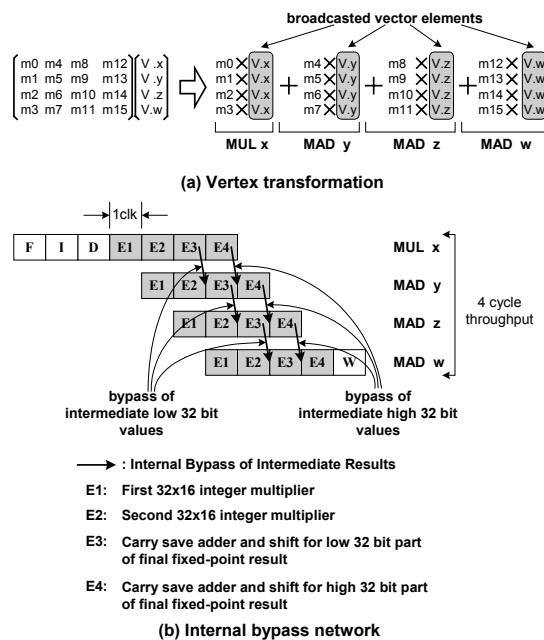 broadcasted vector elements
m0 m4 m8 m12 V .x m0 V.x m4 V.y m8 V.z m12 V.w
m1 m5 m9 m13 V .y m1 V.x m5 V.y m9 V.z m13 V.w
m2 m6 m10 m14 V .z m2 V.x m6 V.y m10 V.z m14 V.w
m3 m7 m11 m15 V.w m3 V.x m7 V.y m11 V.z m15 V.w
MUL x MAD y MAD z MAD w
(a) Vertex transformation
1clk
F I D E1 E2 E3 E4 MUL x
E1 E2 E3 E4 MAD y
E1 E2 E3 E4 MAD z
E1 E2 E3 E4 W MAD w
4 cycle
throughput
bypass of
intermediate low 32 bit
values
bypass of
intermediate high 32 bit
values
: Internal Bypass of Intermediate Results
E1: First 32x16 integer multiplier
E2: Second 32x16 integer multiplier
E3: Carry save adder and shift for low 32 bit part
of final fixed-point result
E4: Carry save adder and shift for high 32 bit part
of final fixed-point result
(b) Internal bypass network